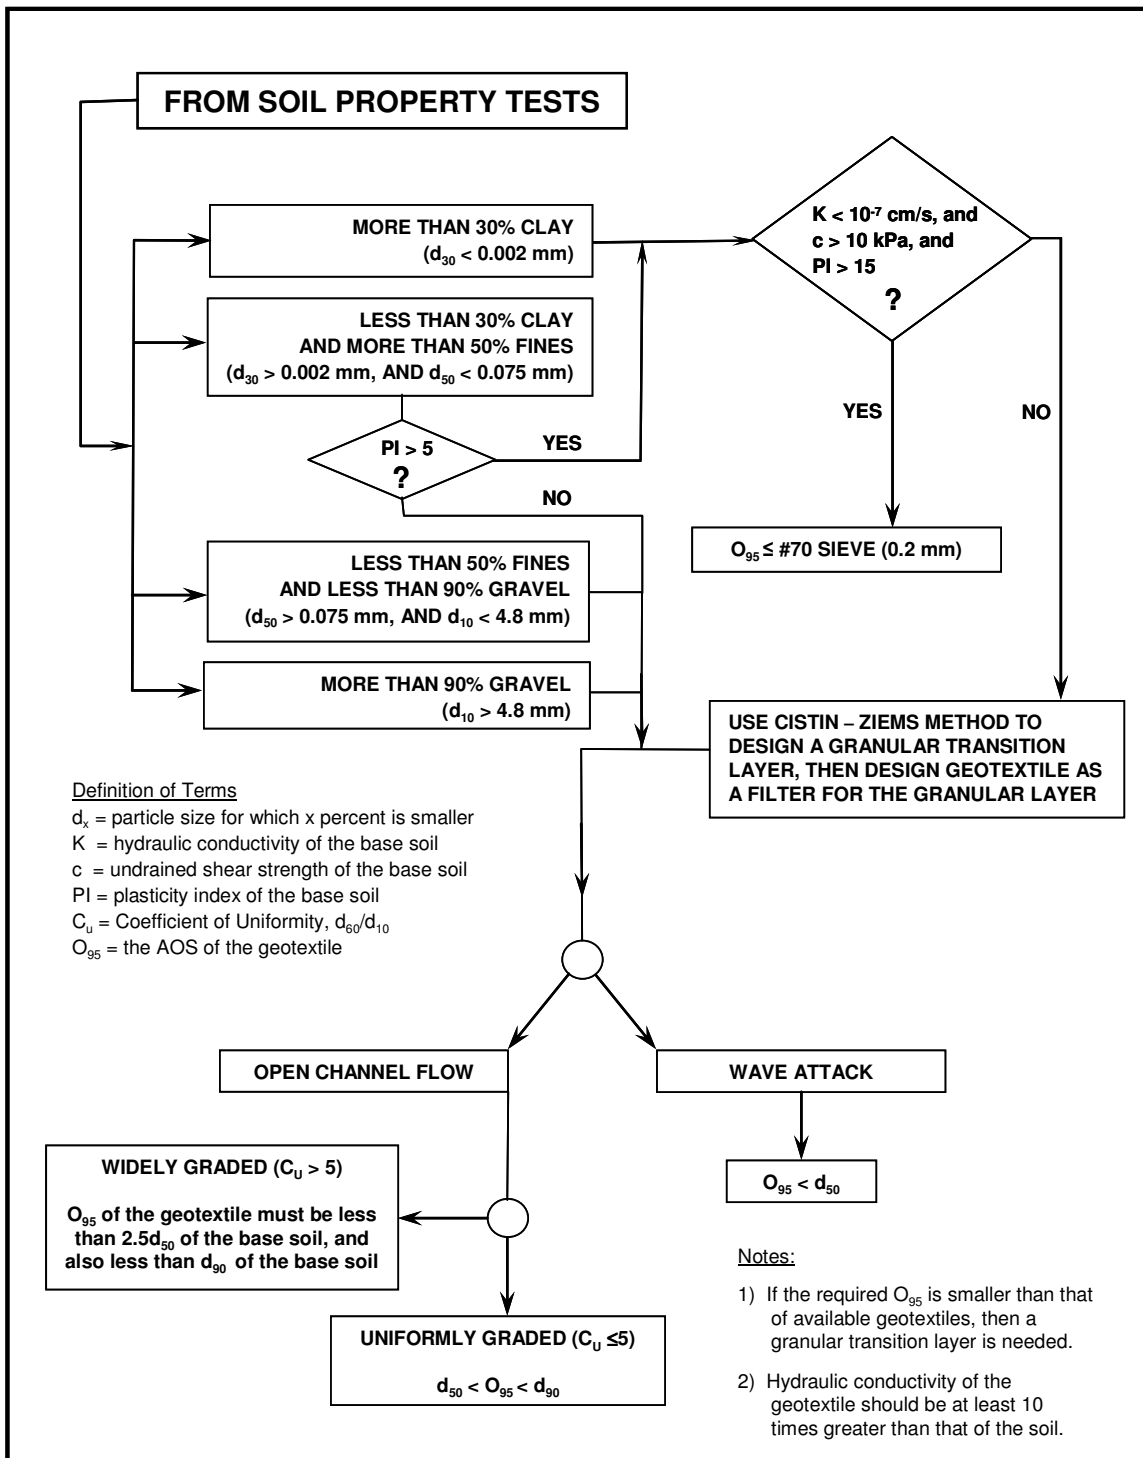 FROM SOIL PROPERTY TESTS
MORE THAN 30% CLAY
(d30 < 0.002 mm)
K < 10-7 cm/s, and
c > 10 kPa, and
PI > 15
?
LESS THAN 30% CLAY
AND MORE THAN 50% FINES
(d30 > 0.002 mm, AND d50 < 0.075 mm)
YES
NO
PI > 5
?
YES
NO
O95 ≤ #70 SIEVE (0.2 mm)
LESS THAN 50% FINES
AND LESS THAN 90% GRAVEL
(d50 > 0.075 mm, AND d10 < 4.8 mm)
MORE THAN 90% GRAVEL
(d10 > 4.8 mm)
USE CISTIN – ZIEMS METHOD TO
DESIGN A GRANULAR TRANSITION
LAYER, THEN DESIGN GEOTEXTILE AS
A FILTER FOR THE GRANULAR LAYER
Definition of Terms
dx = particle size for which x percent is smaller
K = hydraulic conductivity of the base soil
c = undrained shear strength of the base soil
PI = plasticity index of the base soil
Cu = Coefficient of Uniformity, d60/d10
O95 = the AOS of the geotextile
OPEN CHANNEL FLOW
WAVE ATTACK
WIDELY GRADED (CU > 5)
O95 of the geotextile must be less
than 2.5d50 of the base soil, and
also less than d90 of the base soil
O95 < d50
UNIFORMLY GRADED (CU ≤5)
d50 < O95 < d90
Notes:
1) If the required O95 is smaller than that
of available geotextiles, then a
granular transition layer is needed.
2) Hydraulic conductivity of the
geotextile should be at least 10
times greater than that of the soil.